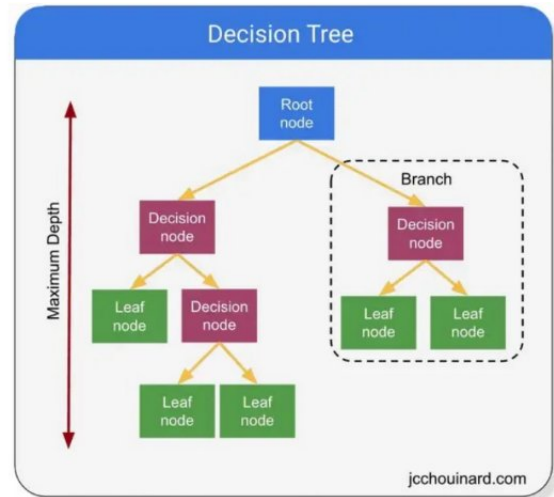 Decision Tree
Root
node
Branch
Maximum Depth
Decision
node
Decision
node
Leaf
node
Decision
node
Leaf
node
Leaf
node
Leaf
node
Leaf
node
jcchouinard.com